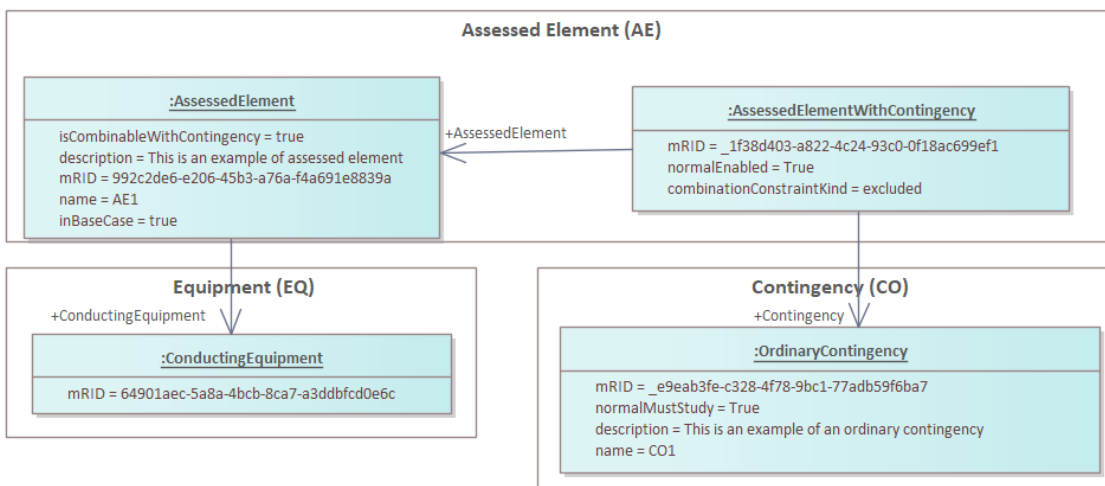 Assessed Element (AE)
:AssessedElement
isCombinableWithContingency = true
description = This is an example of assessed element
mRID = 992c2de6-e206-45b3-a76a-f4a691e8839a
name = AE1
inBaseCase = true
+AssessedElement
:AssessedElementWithContingency
mRID = _1f38d403-a822-4c24-93c0-0f18ac699ef1
normalEnabled = True
combinationConstraintKind = excluded
Equipment (EQ)
+ConductingEquipment
:ConductingEquipment
mRID = 64901aec-5a8a-4bcb-8ca7-a3ddbfcd0e6c
Contingency (CO)
+Contingency
:OrdinaryContingency
mRID = _e9eab3fe-c328-4f78-9bc1-77adb59f6ba7
normalMustStudy = True
description = This is an example of an ordinary contingency
name = CO1